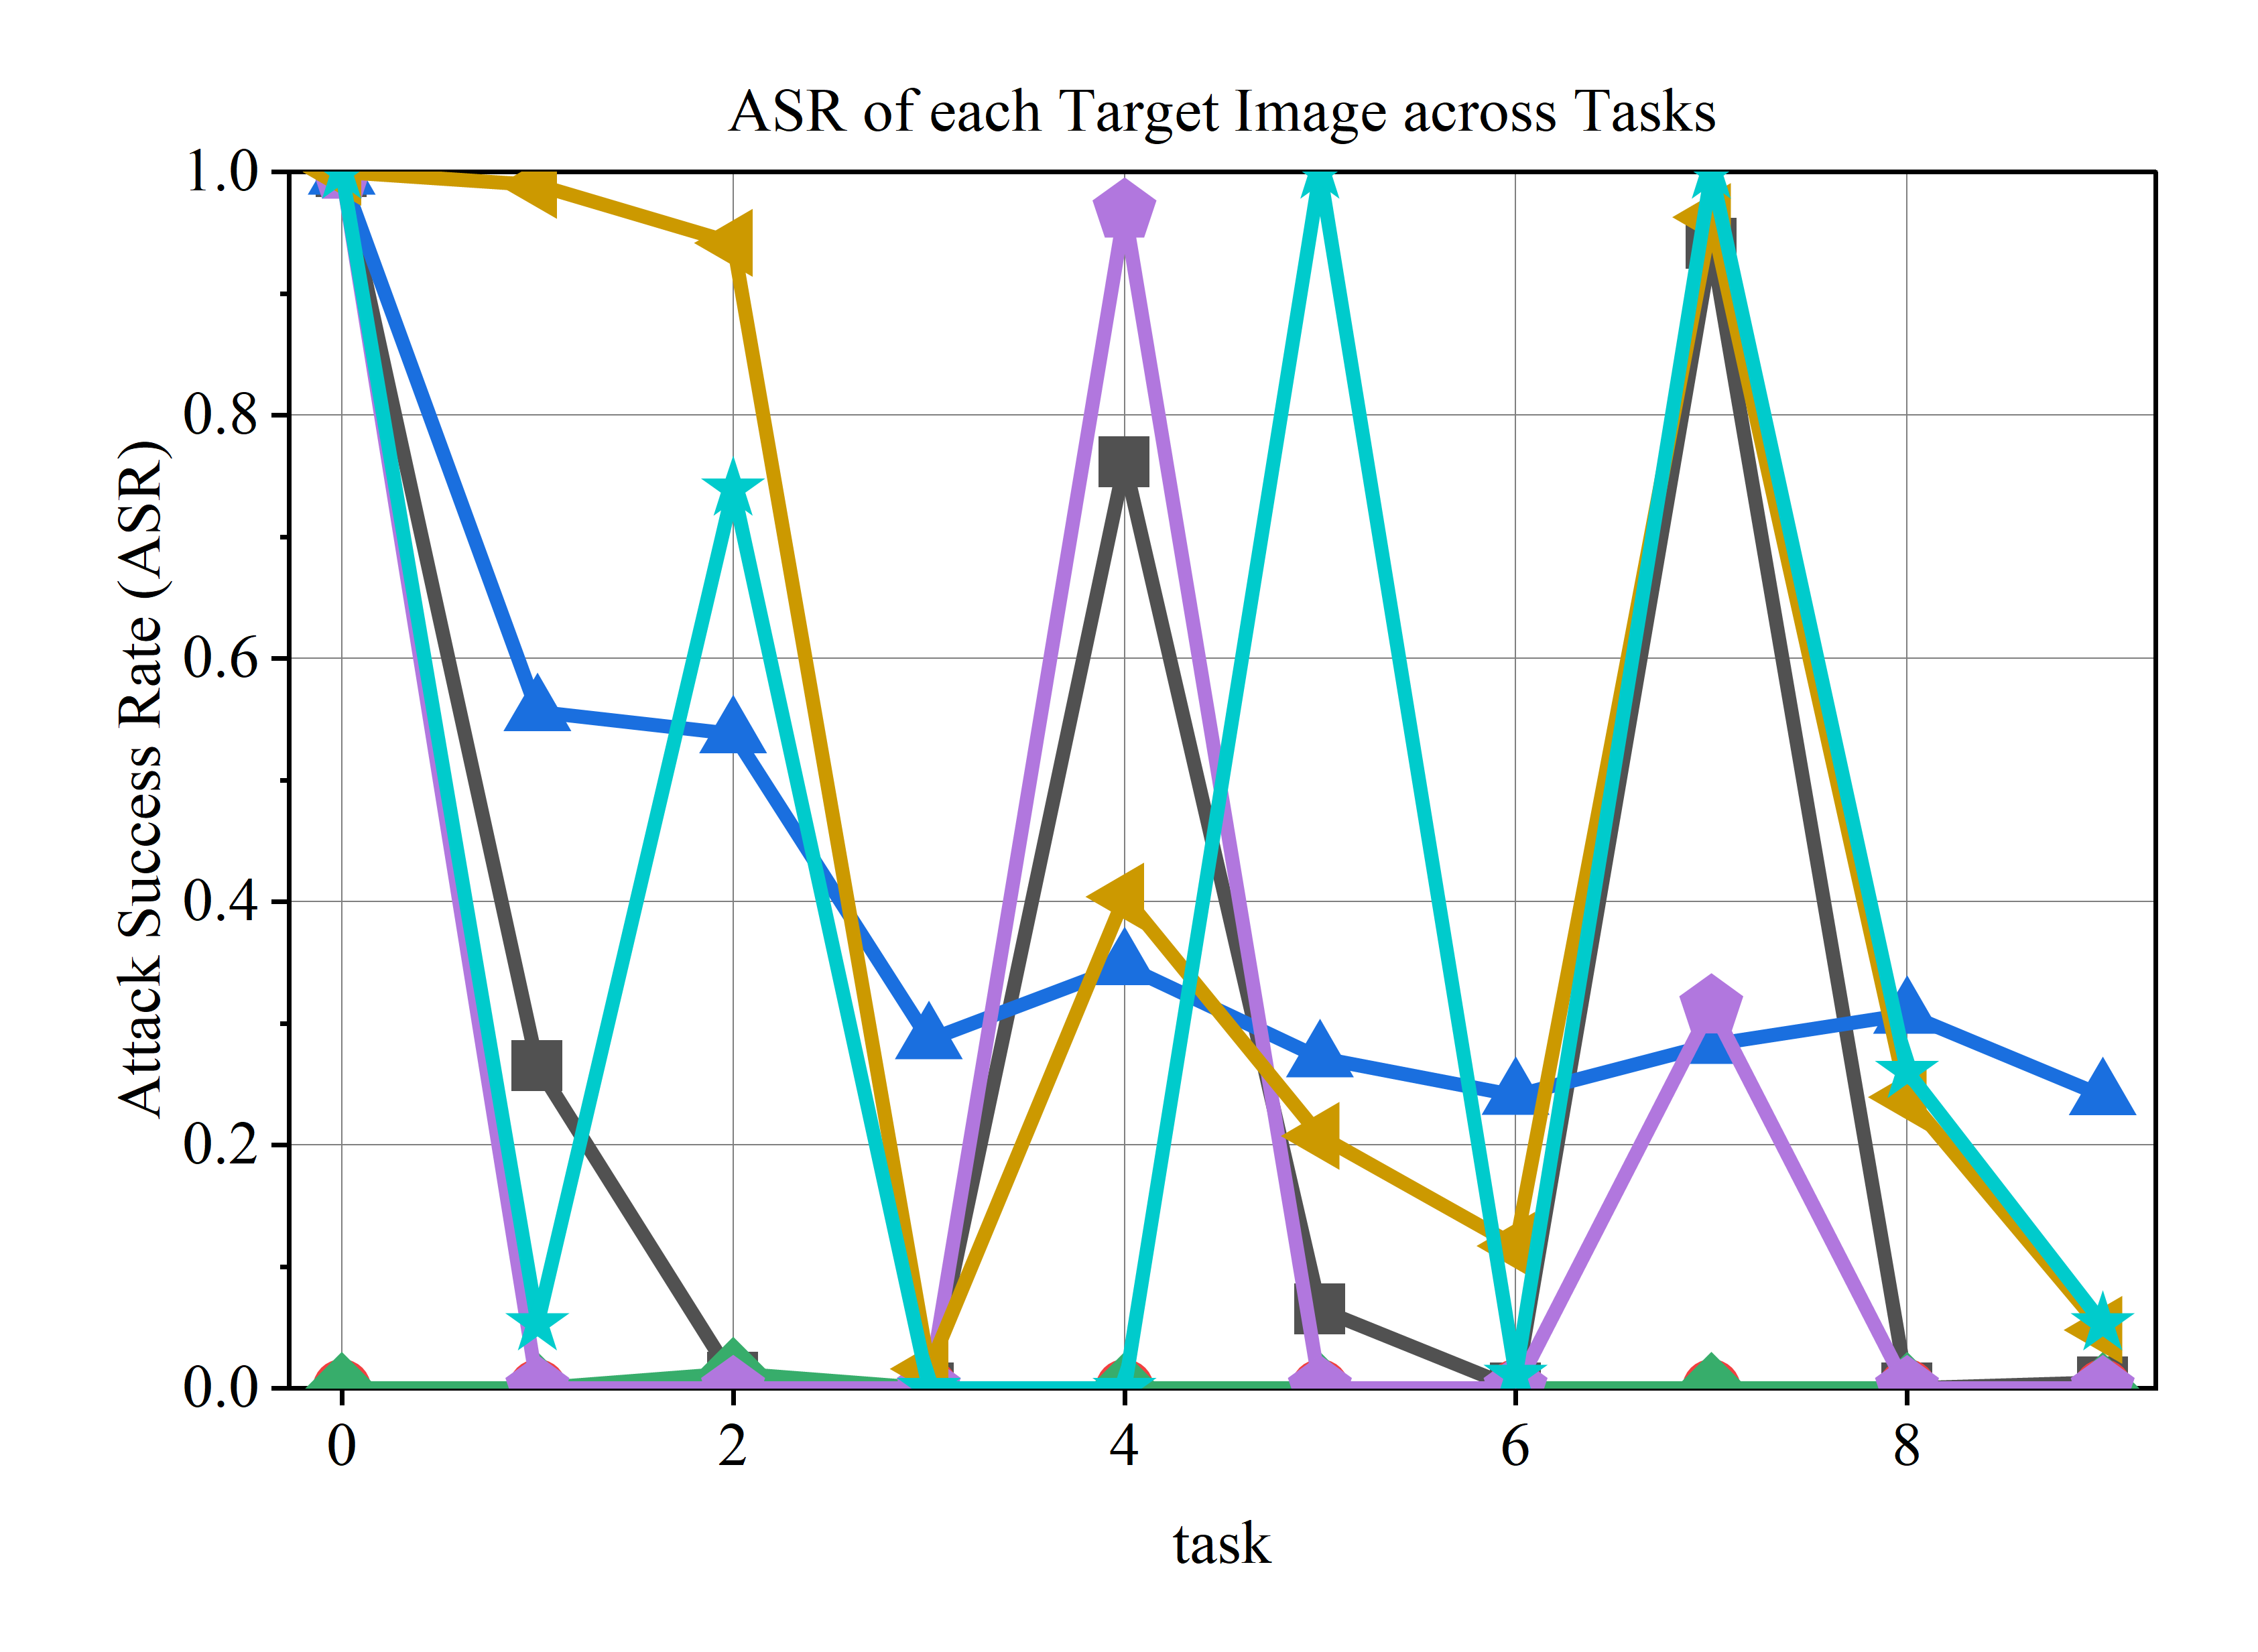 ASR of each Target Image across Tasks
1.0
0.8
0.6
0.4
0.2
0.0
Attack Success Rate (ASR)
0 2 4 6 8
task